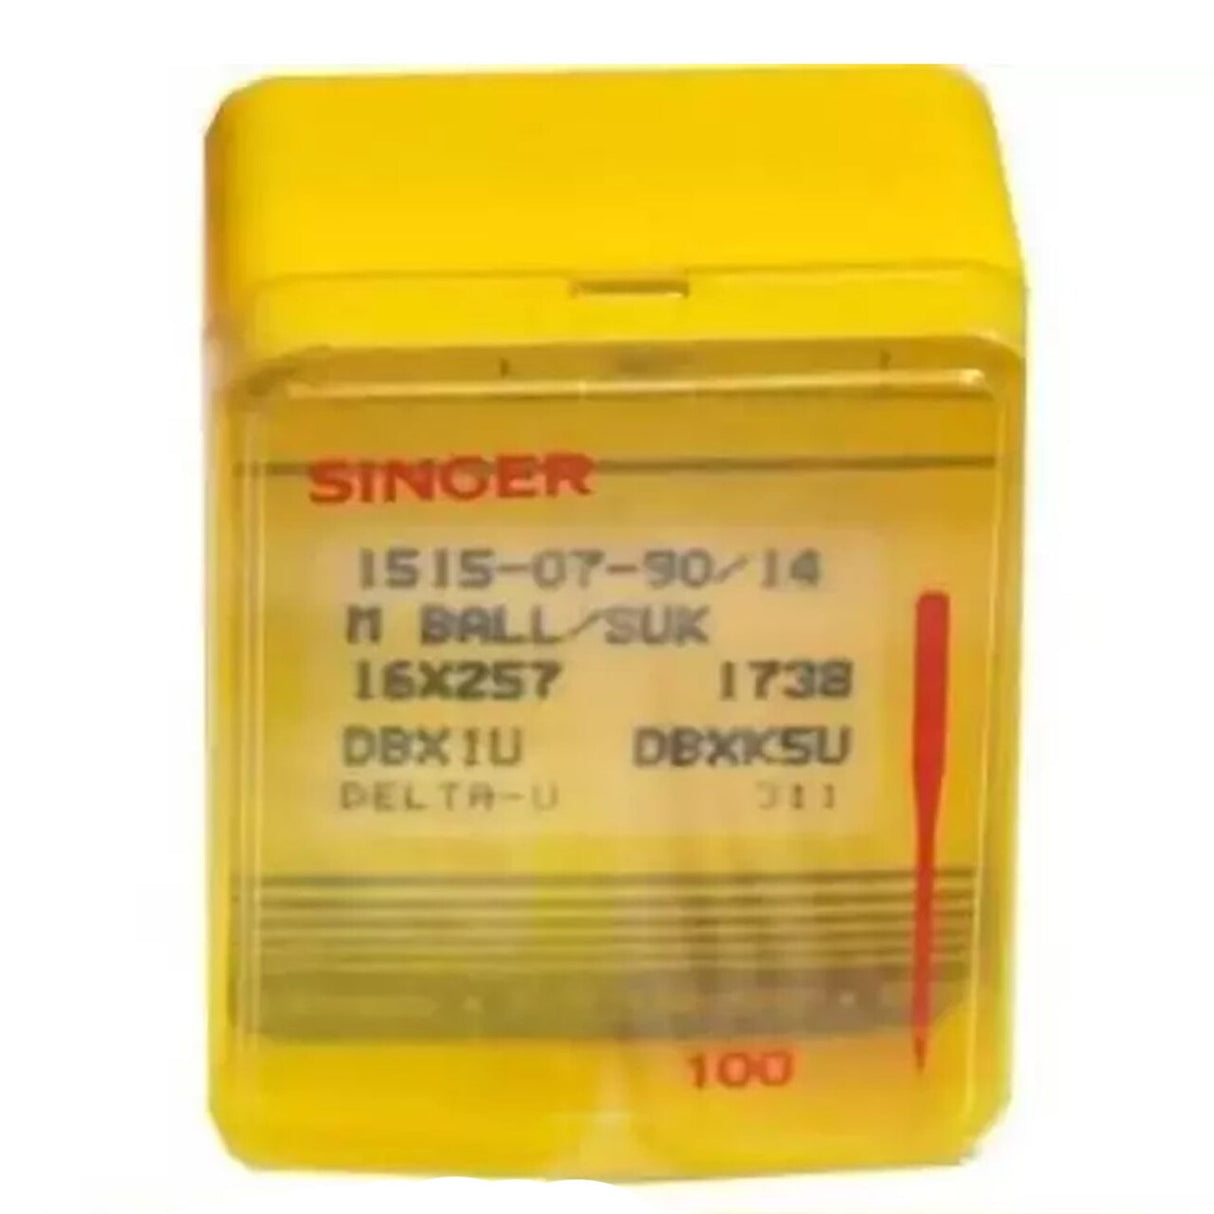 SINGER
1515-07-90/14
M BALL/SUK
16X257 1738
DBX1U DBXK5U
DELTA-U
100